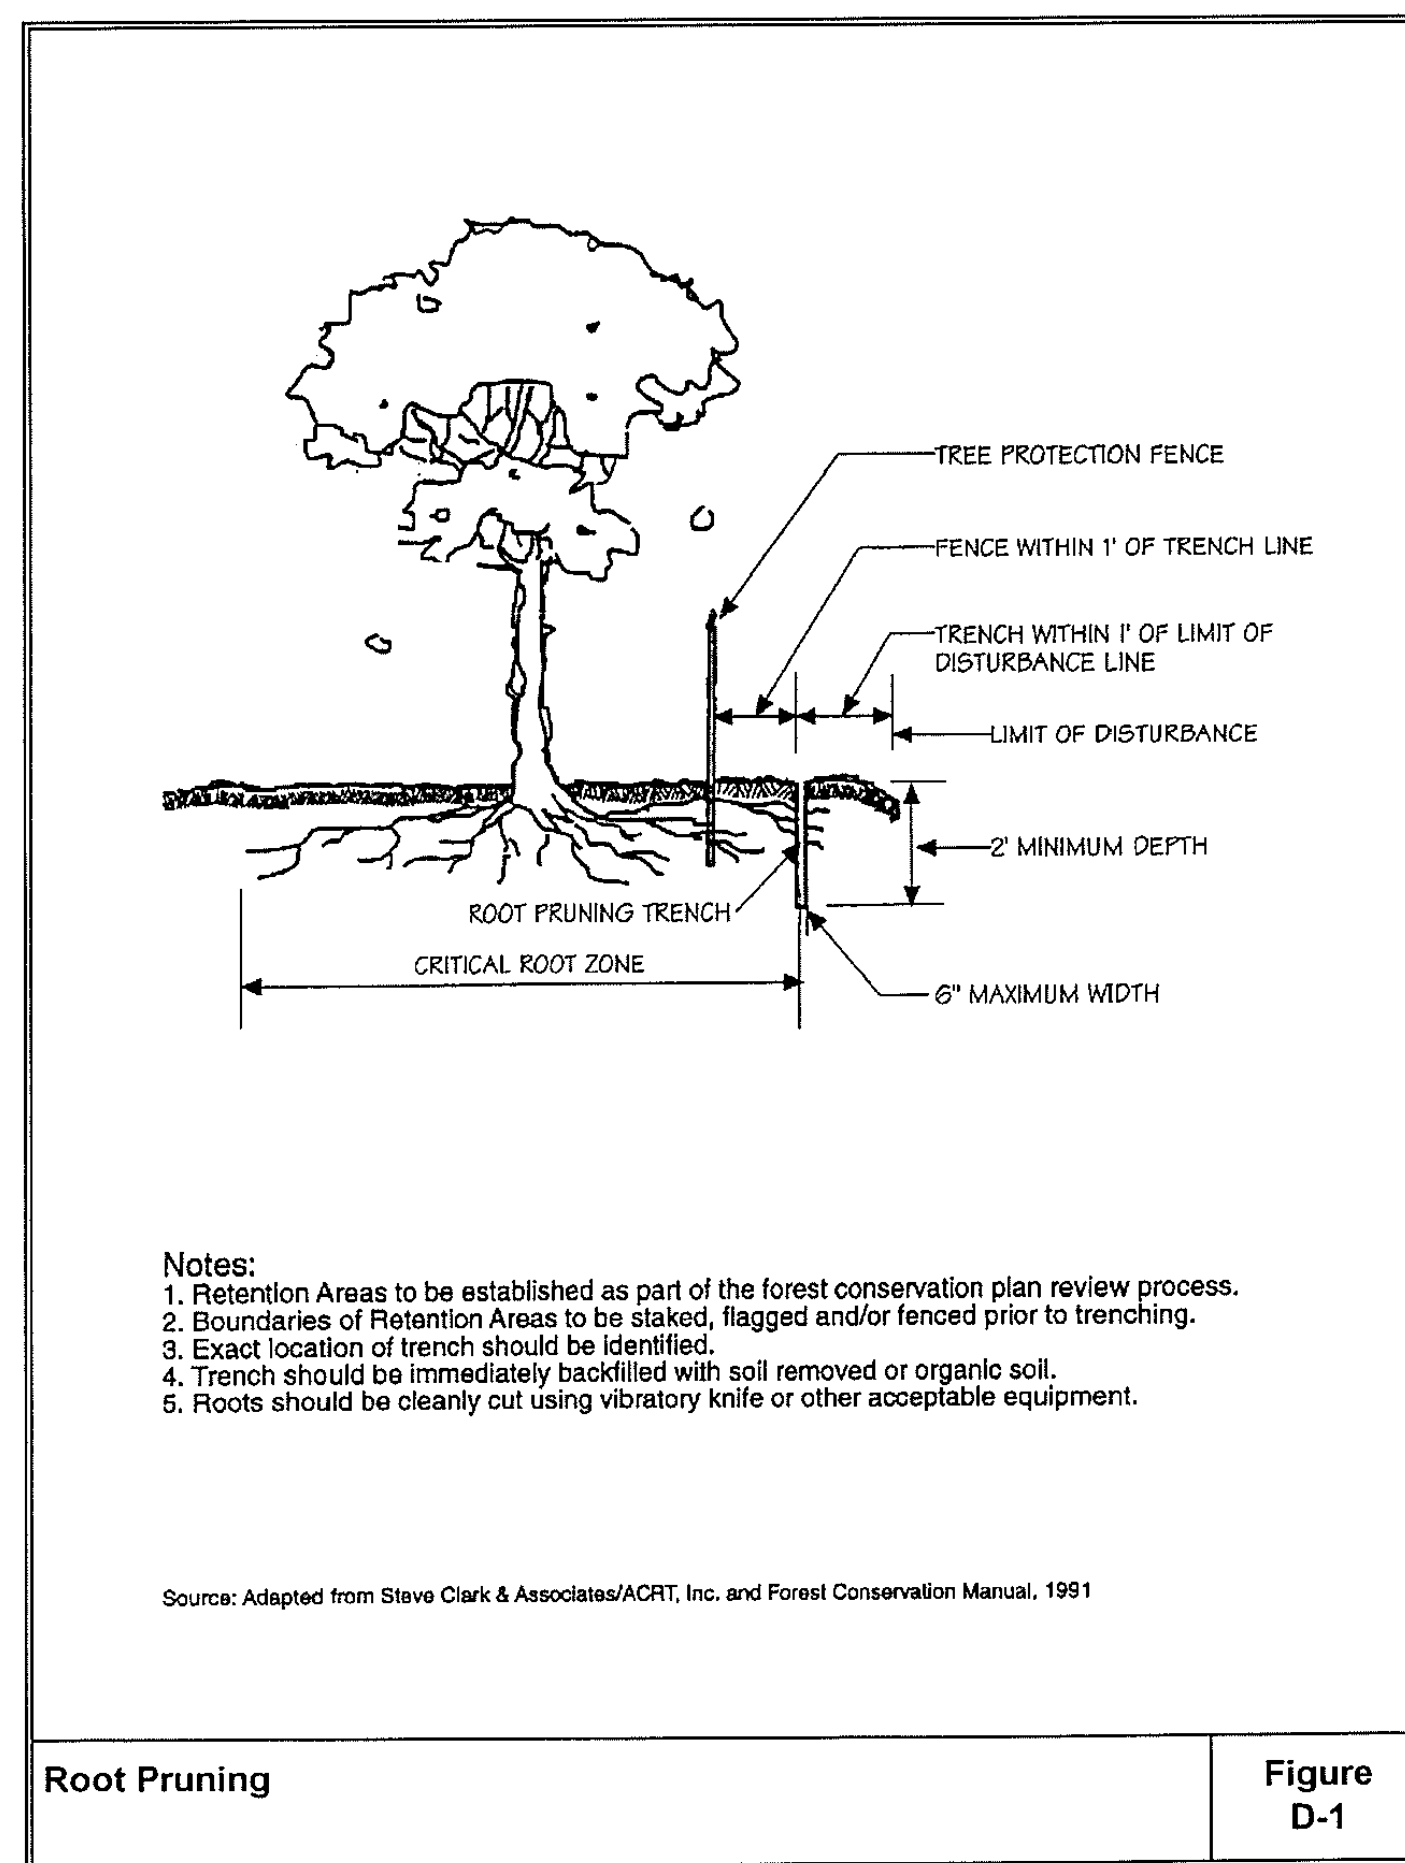 TREE PROTECTION FENCE
FENCE WITHIN 1' OF TRENCH LINE
TRENCH WITHIN 1' OF LIMIT OF
DISTURBANCE LINE
LIMIT OF DISTURBANCE
2' MINIMUM DEPTH
ROOT PRUNING TRENCH
CRITICAL ROOT ZONE
6" MAXIMUM WIDTH
Notes:
1. Retention Areas to be established as part of the forest conservation plan review process.
2. Boundaries of Retention Areas to be staked, flagged and/or fenced prior to trenching.
3. Exact location of trench should be identified.
4. Trench should be immediately backfilled with soil removed or organic soil.
5. Roots should be cleanly cut using vibratory knife or other acceptable equipment.
Source: Adapted from Steve Clark & Associates/ACRT, Inc. and Forest Conservation Manual, 1991
Root Pruning
Figure
D-1